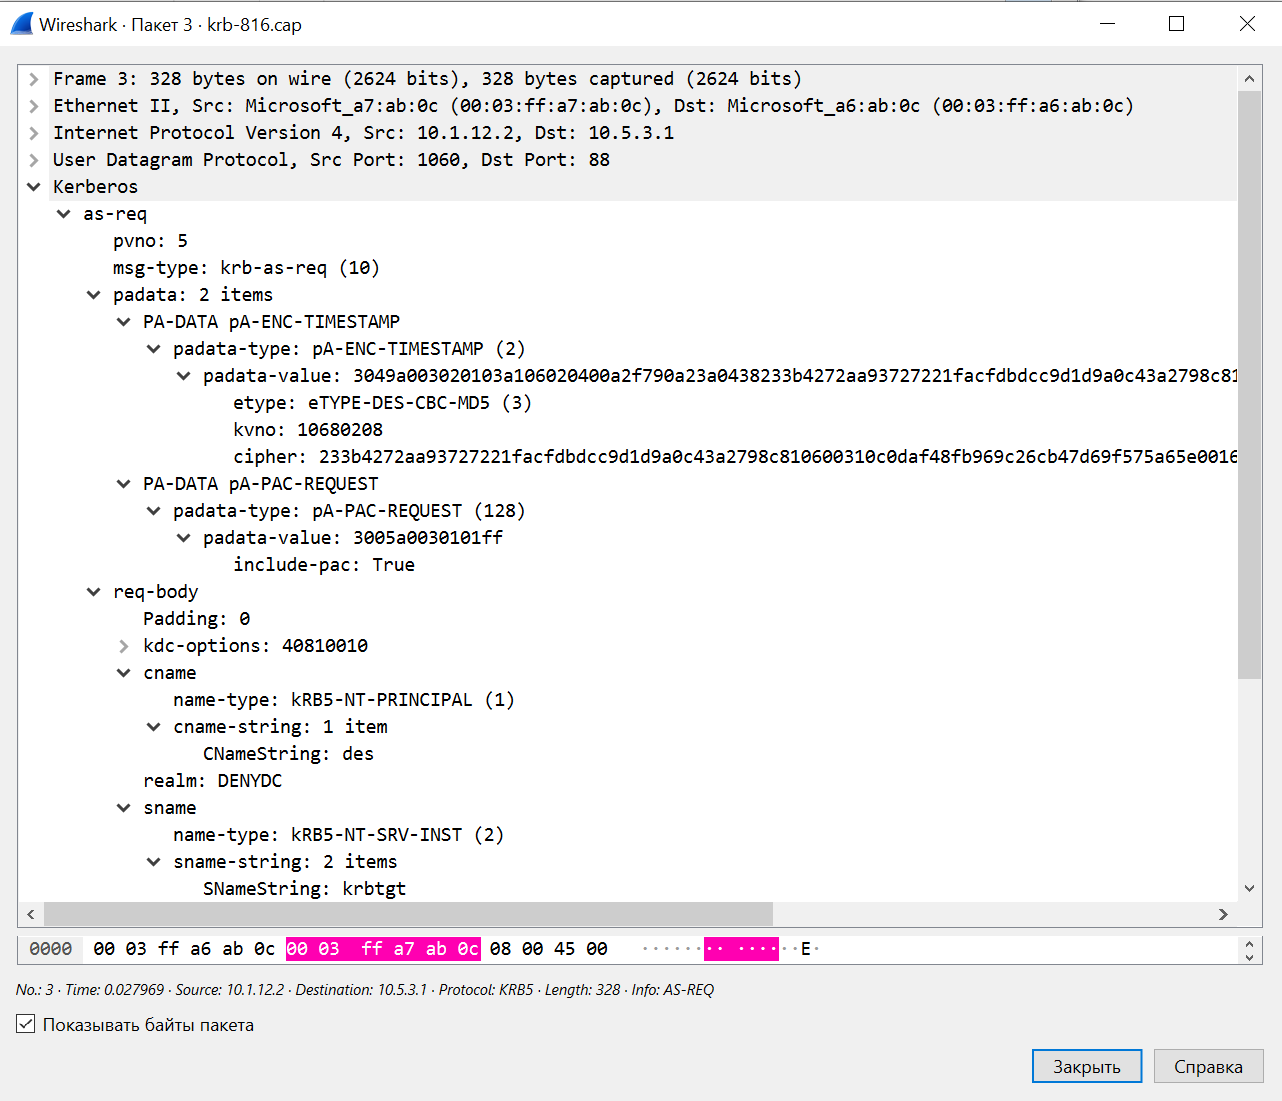 Wireshark · Пакет 3 · krb-816.cap
Frame 3: 328 bytes on wire (2624 bits), 328 bytes captured (2624 bits)
Ethernet II, Src: Microsoft_a7:ab:0c (00:03:ff:a7:ab:0c), Dst: Microsoft_a6:ab:0c (00:03:ff:a6:ab:0c)
Internet Protocol Version 4, Src: 10.1.12.2, Dst: 10.5.3.1
User Datagram Protocol, Src Port: 1060, Dst Port: 88
Kerberos
as-req
pvno: 5
msg-type: krb-as-req (10)
padata: 2 items
PA-DATA pA-ENC-TIMESTAMP
padata-type: pA-ENC-TIMESTAMP (2)
padata-value: 3049a003020103a106020400a2f790a23a0438233b4272aa93727221facfdbdcc9d1d9a0c43a2798c81
etype: eTYPE-DES-CBC-MD5 (3)
kvno: 10680208
cipher: 233b4272aa93727221facfdbdcc9d1d9a0c43a2798c810600310c0daf48fb969c26cb47d69f575a65e0016
PA-DATA pA-PAC-REQUEST
padata-type: pA-PAC-REQUEST (128)
padata-value: 3005a0030101ff
include-pac: True
req-body
Padding: 0
kdc-options: 40810010
cname
name-type: kRB5-NT-PRINCIPAL (1)
cname-string: 1 item
CNameString: des
realm: DENYDC
sname
name-type: kRB5-NT-SRV-INST (2)
sname-string: 2 items
SNameString: krbtgt
0000 00 03 ff a6 ab 0c 00 03 ff a7 ab 0c 08 00 45 00 ········ ······E·
No.: 3 · Time: 0.027969 · Source: 10.1.12.2 · Destination: 10.5.3.1 · Protocol: KRB5 · Length: 328 · Info: AS-REQ
Показывать байты пакета
Закрыть Справка